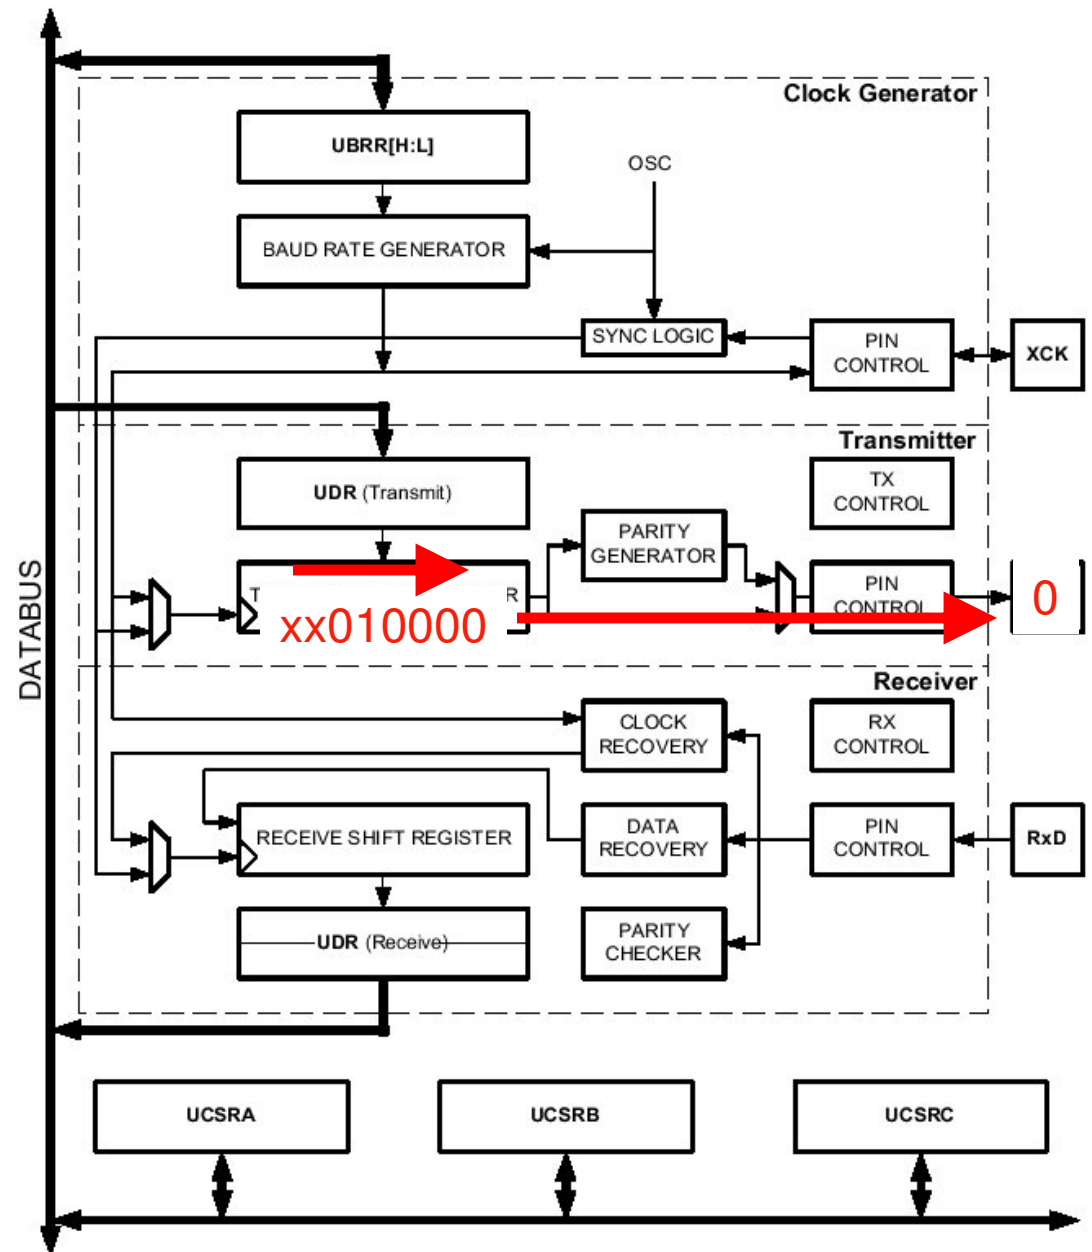 Clock Generator
UBRR[H:L]
OSC
BAUD RATE GENERATOR
SYNC LOGIC
PIN
CONTROL
XCK
Transmitter
TX
CONTROL
UDR (Transmit)
PARITY
GENERATOR
T
R
xx010000
PIN
CONTROL
0
DATABUS
Receiver
CLOCK
RECOVERY
RX
CONTROL
RECEIVE SHIFT REGISTER
DATA
RECOVERY
PIN
CONTROL
RxD
UDR (Receive)
PARITY
CHECKER
UCSRA
UCSRB
UCSRC